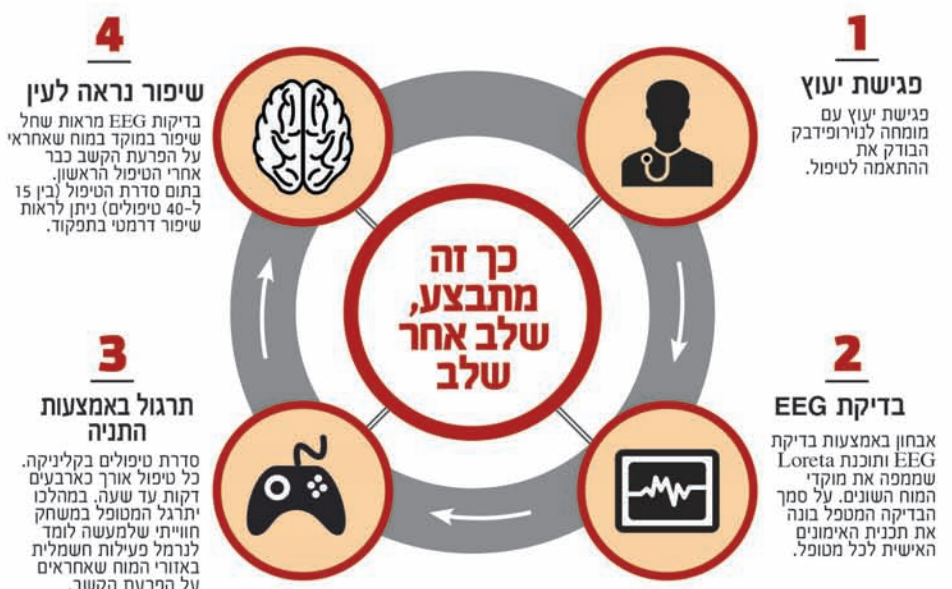 כך זה
מתבצע,
שלב אחר
שלב
1
פגישת יעוץ
פגישת יעוץ עם
מומחה לנוירופידבק
הבודק את
ההתאמה לטיפול.
2
בדיקת EEG
אבחון באמצעות בדיקת
EEG ותוכנת Loreta
שממפה את מוקדי
המוח השונים. על סמך
הבדיקה המטפל בונה
את תכנית האימונים
האישית לכל מטופל.
3
תרגול באמצעות
התניה
סדרת טיפולים בקליניקה.
כל טיפול אורך כארבעים
דקות עד שעה. במהלכו
יתרגל המטופל במשחק
חווייתי שלמעשה לומד
לנרמל פעילות חשמלית
באזורי המוח שאחראים
על הפרעת הקשב.
4
שיפור נראה לעין
בדיקות EEG מראות שחל
שיפור במוקד במוח שאחראי
על הפרעת הקשב כבר
אחרי הטיפול הראשון.
בתום סדרת הטיפול (בין 15
ל-40 טיפולים) ניתן לראות
שיפור דרמטי בתפקוד.